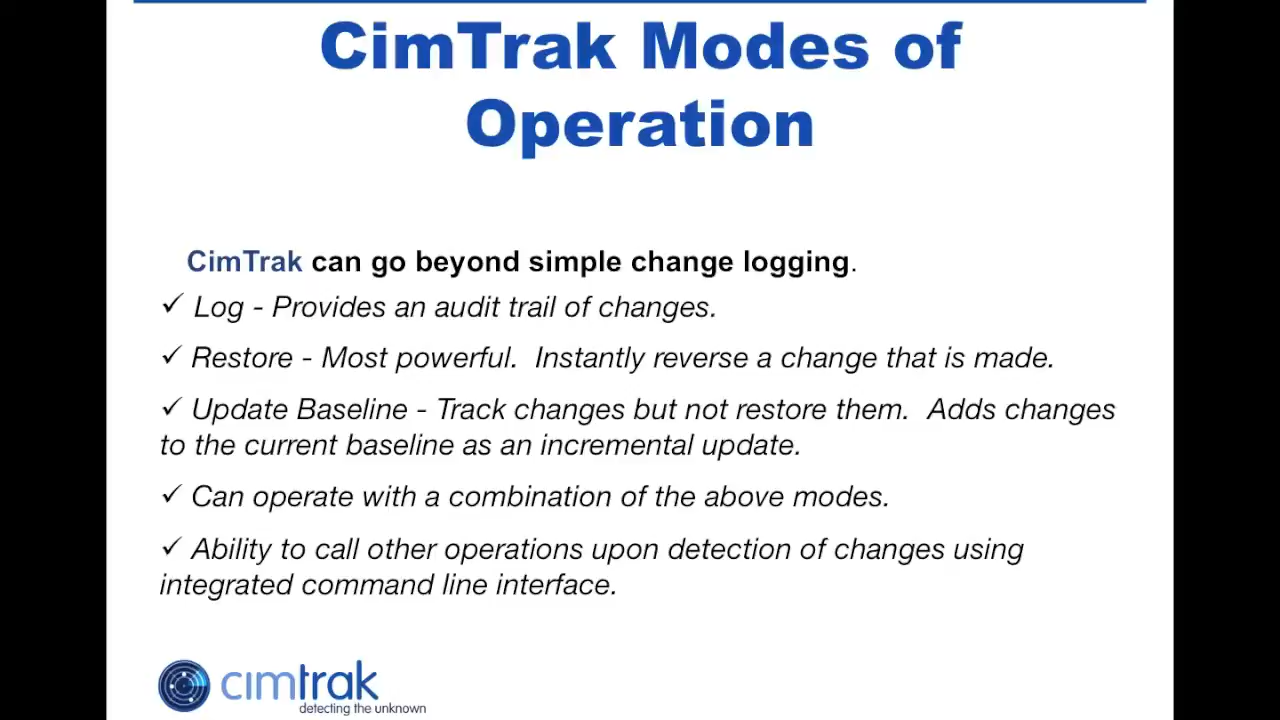 CimTrak Modes of
Operation
CimTrak can go beyond simple change logging.
✓ Log - Provides an audit trail of changes.
✓ Restore - Most powerful.  Instantly reverse a change that is made.
✓ Update Baseline - Track changes but not restore them.  Adds changes
to the current baseline as an incremental update.
✓ Can operate with a combination of the above modes.
✓ Ability to call other operations upon detection of changes using
integrated command line interface.
cimtrak
detecting the unknown